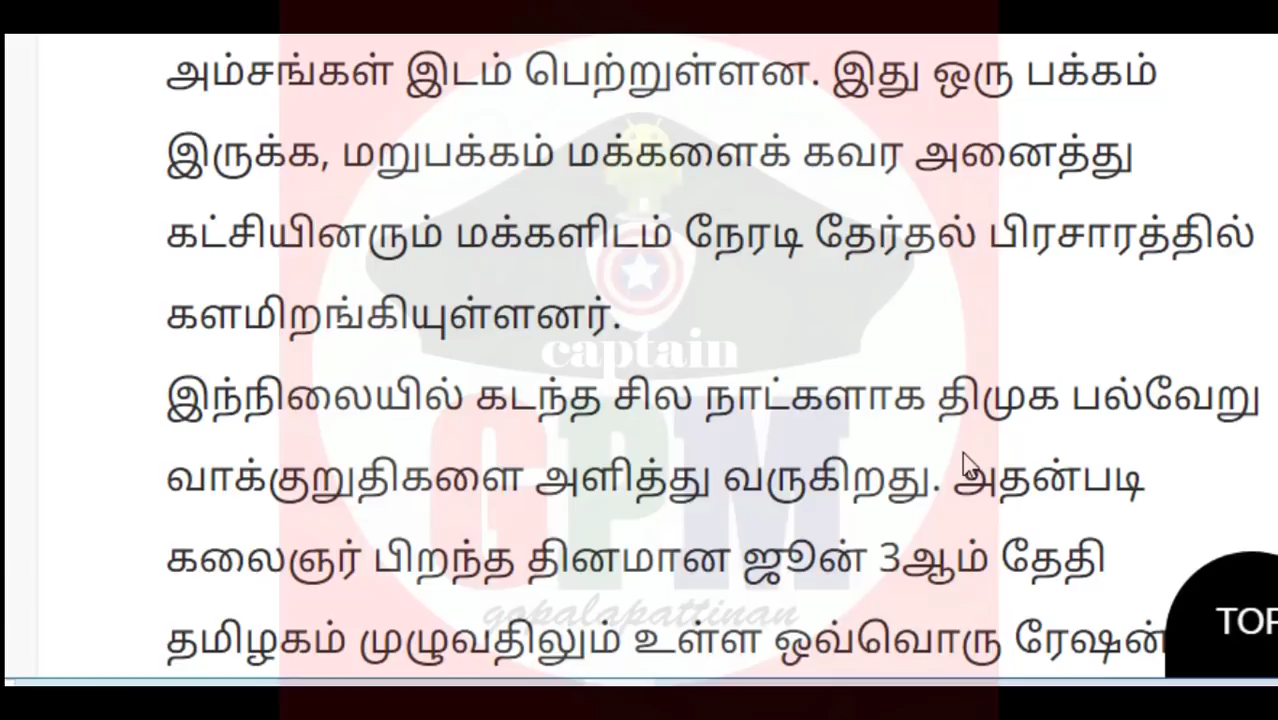 அம்சங்கள் இடம் பெற்றுள்ளன. இது ஒரு பக்கம்
இருக்க, மறுபக்கம் மக்களைக் கவர அனைத்து
கட்சியினரும் மக்களிடம் நேரடி தேர்தல் பிரசாரத்தில்
களமிறங்கியுள்ளனர்.
captain
இந்நிலையில் கடந்த சில நாட்களாக திமுக பல்வேறு
வாக்குறுதிகளை அளித்து வருகிறது. அதன்படி
GPM
கலைஞர் பிறந்த தினமான ஜூன் 3ஆம் தேதி
gopalapattinan
தமிழகம் முழுவதிலும் உள்ள ஒவ்வொரு ரேஷன்
TOP